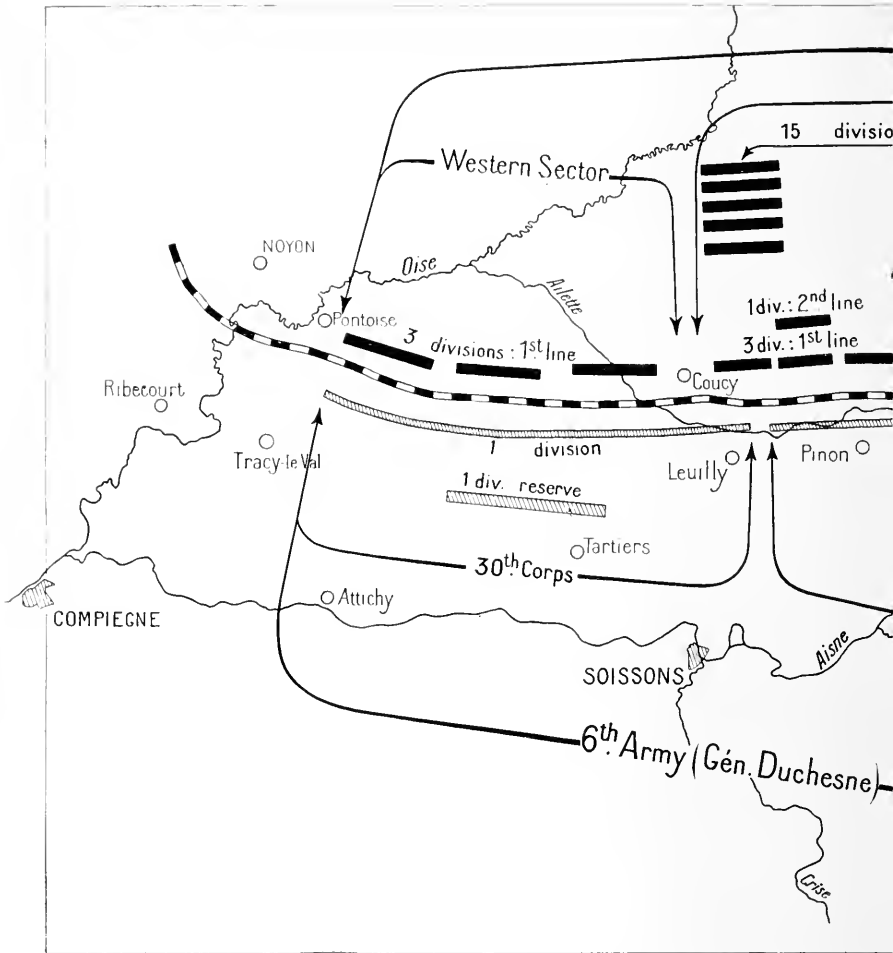 15 divisio
Western Sector
NOYON
Oise
Ailette
1 div.: 2nd line
Pontoise
3 divisions : 1st line
3 div.: 1st line
Coucy
Ribecourt
Tracy-le Val
1 division
Leuilly
Pinon
1 div. reserve
Tartiers
30th. Corps
Attichy
COMPIEGNE
Aisne
SOISSONS
6th. Army (Gén. Duchesne)
Crise